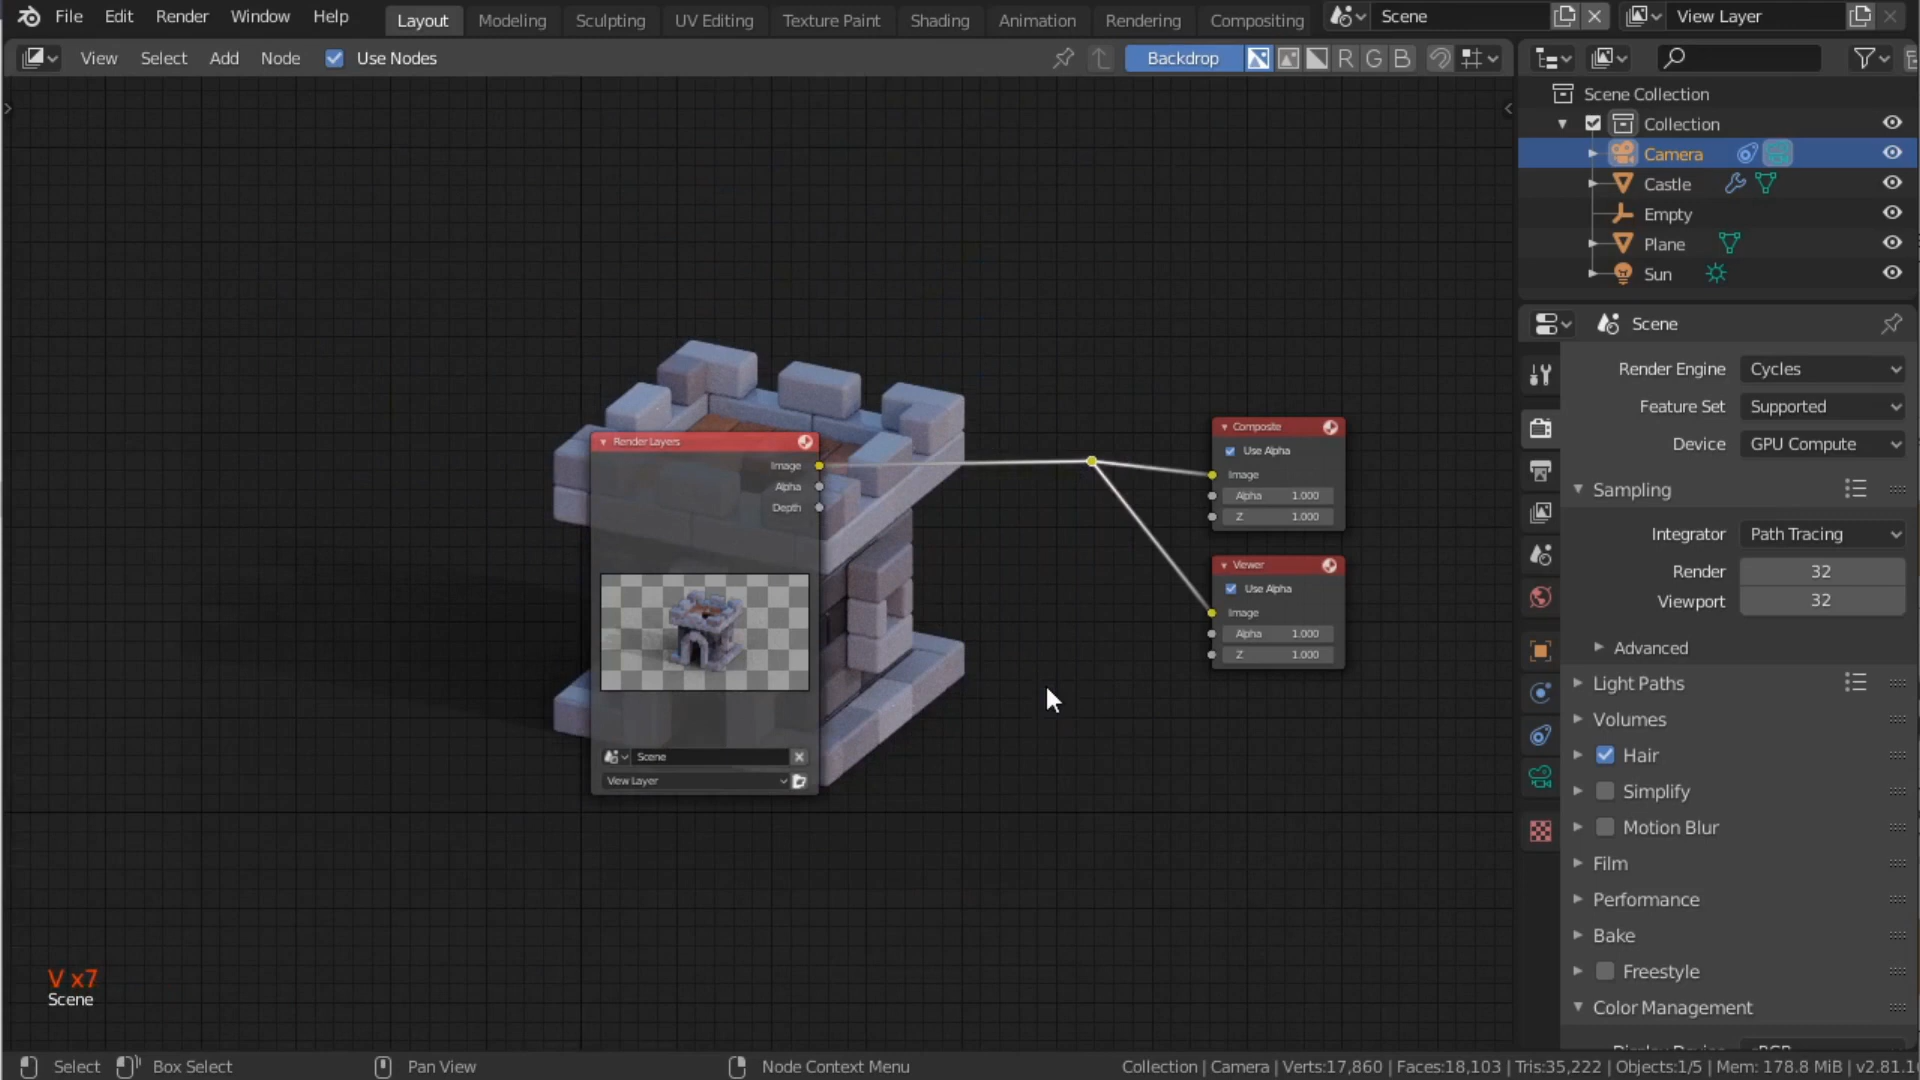 File Edit Render Window Help Layout Modeling Sculpting UV Editing Texture Paint Shading Animation Rendering Compositing Scene View Layer
View Select Add Node Use Nodes Backdrop R G B
Scene Collection
Collection
Camera
Castle
Empty
Plane
Sun
Scene
Render Engine Cycles
Feature Set Supported
Device GPU Compute
Sampling
Integrator Path Tracing
Render 32
Viewport 32
Advanced
Light Paths
Volumes
Hair
Simplify
Motion Blur
Film
Performance
Bake
Freestyle
Color Management
Render Layers
Image
Alpha
Depth
Scene
View Layer
Composite
Use Alpha
Image
Alpha 1.000
Z 1.000
Viewer
Use Alpha
Image
Alpha 1.000
Z 1.000
V x7
Scene
Select Box Select Pan View Node Context Menu Collection | Camera | Verts:17,860 | Faces:18,103 | Tris:35,222 | Objects:1/5 | Mem: 178.8 MiB | v2.81.1